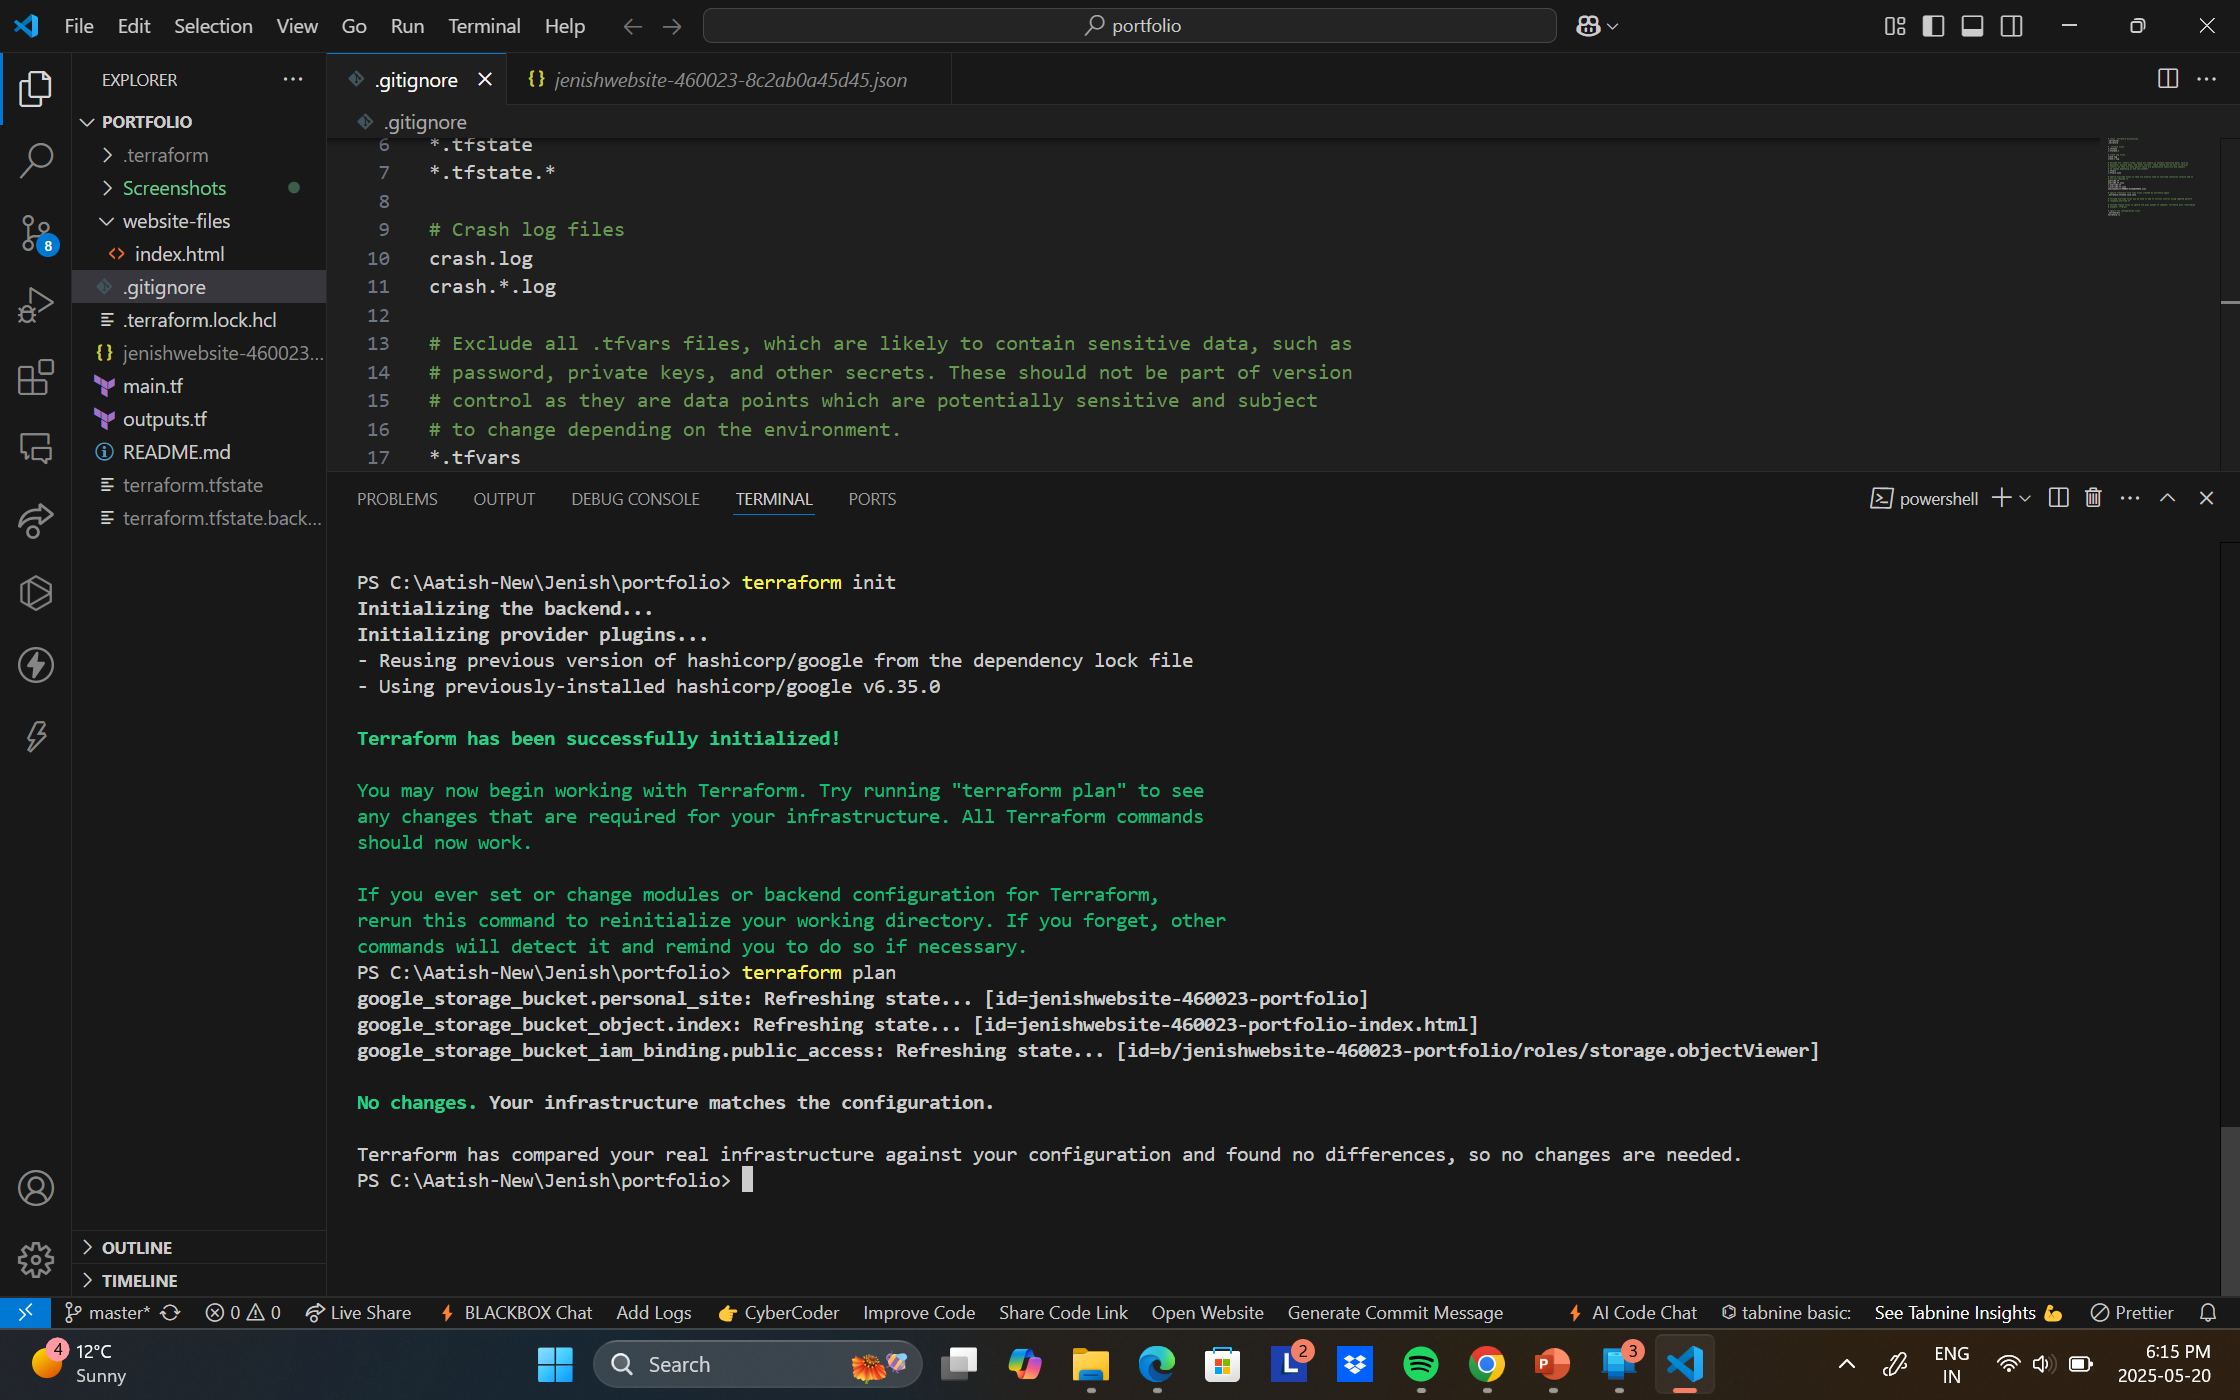 File Edit Selection View Go Run Terminal Help
portfolio
EXPLORER
.gitignore
jenishwebsite-460023-8c2ab0a45d45.json
PORTFOLIO
.terraform
Screenshots
website-files
index.html
.gitignore
.terraform.lock.hcl
jenishwebsite-460023...
main.tf
outputs.tf
README.md
terraform.tfstate
terraform.tfstate.back...
OUTLINE
TIMELINE
8
.gitignore
6 *.tfstate
7 *.tfstate.*
8
9 # Crash log files
10 crash.log
11 crash.*.log
12
13 # Exclude all .tfvars files, which are likely to contain sensitive data, such as
14 # password, private keys, and other secrets. These should not be part of version
15 # control as they are data points which are potentially sensitive and subject
16 # to change depending on the environment.
17 *.tfvars
PROBLEMS OUTPUT DEBUG CONSOLE TERMINAL PORTS
powershell
PS C:\Aatish-New\Jenish\portfolio> terraform init
Initializing the backend...
Initializing provider plugins...
- Reusing previous version of hashicorp/google from the dependency lock file
- Using previously-installed hashicorp/google v6.35.0
Terraform has been successfully initialized!
You may now begin working with Terraform. Try running "terraform plan" to see
any changes that are required for your infrastructure. All Terraform commands
should now work.
If you ever set or change modules or backend configuration for Terraform,
rerun this command to reinitialize your working directory. If you forget, other
commands will detect it and remind you to do so if necessary.
PS C:\Aatish-New\Jenish\portfolio> terraform plan
google_storage_bucket.personal_site: Refreshing state... [id=jenishwebsite-460023-portfolio]
google_storage_bucket_object.index: Refreshing state... [id=jenishwebsite-460023-portfolio-index.html]
google_storage_bucket_iam_binding.public_access: Refreshing state... [id=b/jenishwebsite-460023-portfolio/roles/storage.objectViewer]
No changes. Your infrastructure matches the configuration.
Terraform has compared your real infrastructure against your configuration and found no differences, so no changes are needed.
PS C:\Aatish-New\Jenish\portfolio>
master* 0 0 Live Share BLACKBOX Chat Add Logs CyberCoder Improve Code Share Code Link Open Website Generate Commit Message AI Code Chat tabnine basic: See Tabnine Insights Prettier
4
12°C
Sunny
Search
L
2
P
3
ENG
IN
6:15 PM
2025-05-20